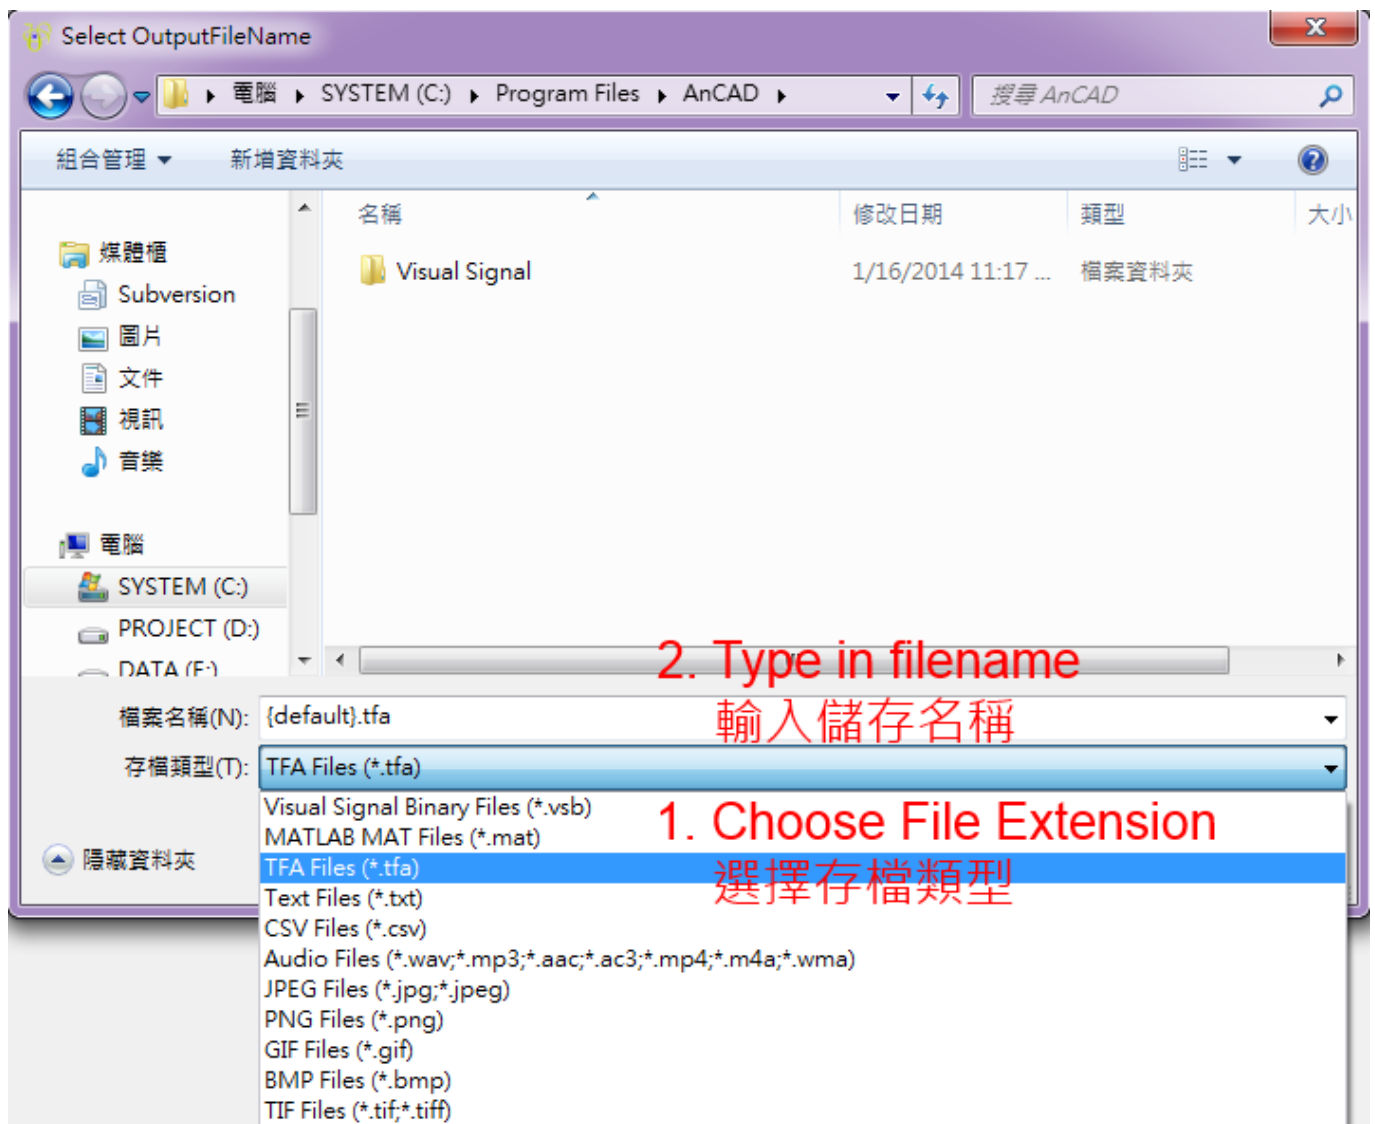 Select OutputFileName
電腦 SYSTEM (C:) Program Files AnCAD 搜尋 AnCAD
組合管理 新增資料夾
名稱 修改日期 類型 大小
媒體櫃
Visual Signal 1/16/2014 11:17 ... 檔案資料夾
Subversion
圖片
文件
視訊
音樂
電腦
SYSTEM (C:)
PROJECT (D:)
DATA (E:)
2. Type in filename
檔案名稱(N): {default}.tfa
輸入儲存名稱
存檔類型(T): TFA Files (*.tfa)
Visual Signal Binary Files (*.vsb)
1. Choose File Extension
MATLAB MAT Files (*.mat)
隱藏資料夾
TFA Files (*.tfa)
選擇存檔類型
Text Files (*.txt)
CSV Files (*.csv)
Audio Files (*.wav;*.mp3;*.aac;*.ac3;*.mp4;*.m4a;*.wma)
JPEG Files (*.jpg;*.jpeg)
PNG Files (*.png)
GIF Files (*.gif)
BMP Files (*.bmp)
TIF Files (*.tif;*.tiff)